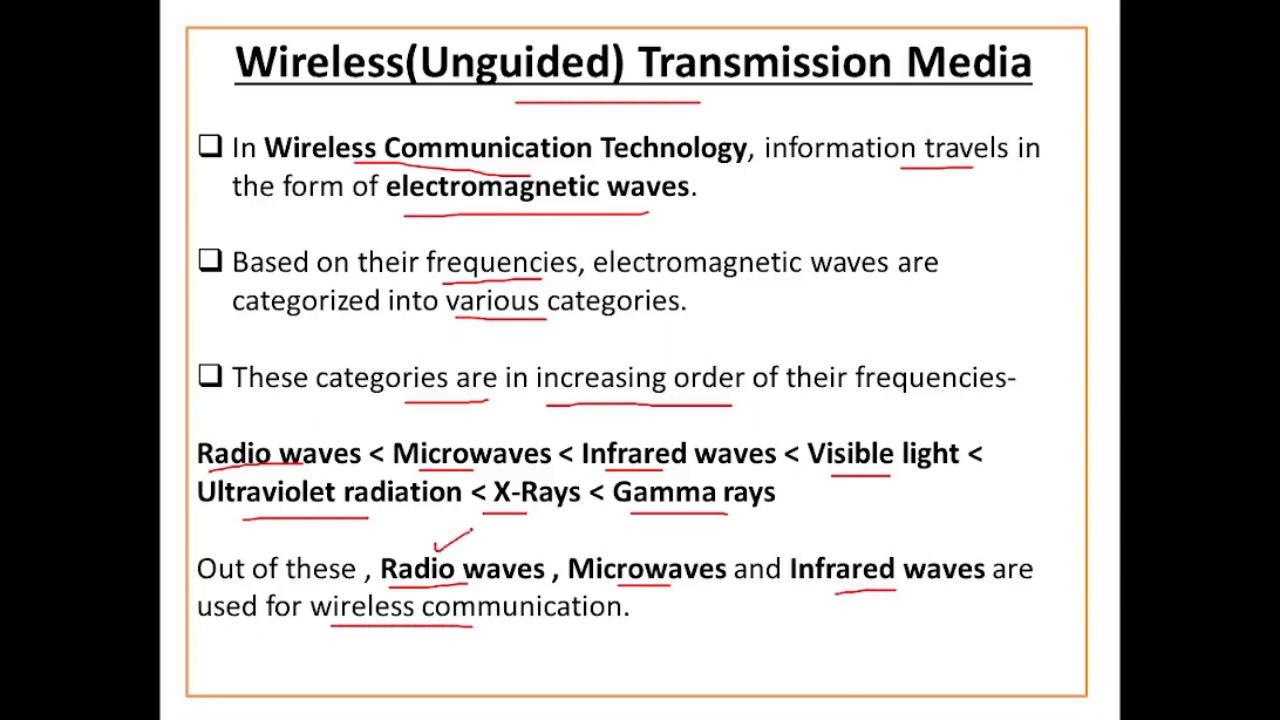 Wireless(Unguided) Transmission Media
❑ In Wireless Communication Technology, information travels in
the form of electromagnetic waves.
❑ Based on their frequencies, electromagnetic waves are
categorized into various categories.
❑ These categories are in increasing order of their frequencies-
Radio waves < Microwaves < Infrared waves < Visible light <
Ultraviolet radiation < X-Rays < Gamma rays
Out of these , Radio waves , Microwaves and Infrared waves are
used for wireless communication.